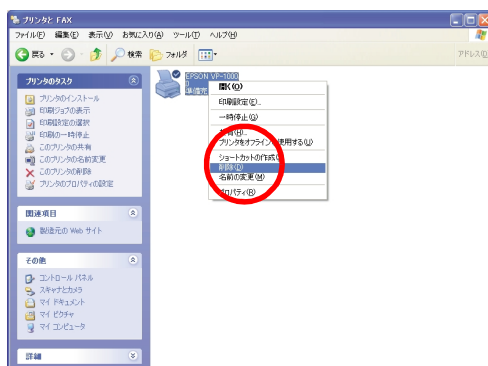 プリンタと FAX
ファイル(F) 編集(E) 表示(V) お気に入り(A) ツール(T) ヘルプ(H)
戻る 検索 フォルダ
アドレス(D)
プリンタのタスク
プリンタのインストール
印刷ジョブの表示
印刷設定の選択
印刷の一時停止
このプリンタの共有
このプリンタの名前変更
このプリンタの削除
プリンタのプロパティの設定
関連項目
製造元の Web サイト
その他
コントロール パネル
スキャナとカメラ
マイ ドキュメント
マイ ピクチャ
マイ コンピュータ
詳細
EPSON VP-1000
0
準備完
開く(O)
印刷設定(E)...
一時停止(G)
共有(H)...
プリンタをオフラインで使用する(U)
ショートカットの作成(
削除(D)
名前の変更(M)
プロパティ(R)